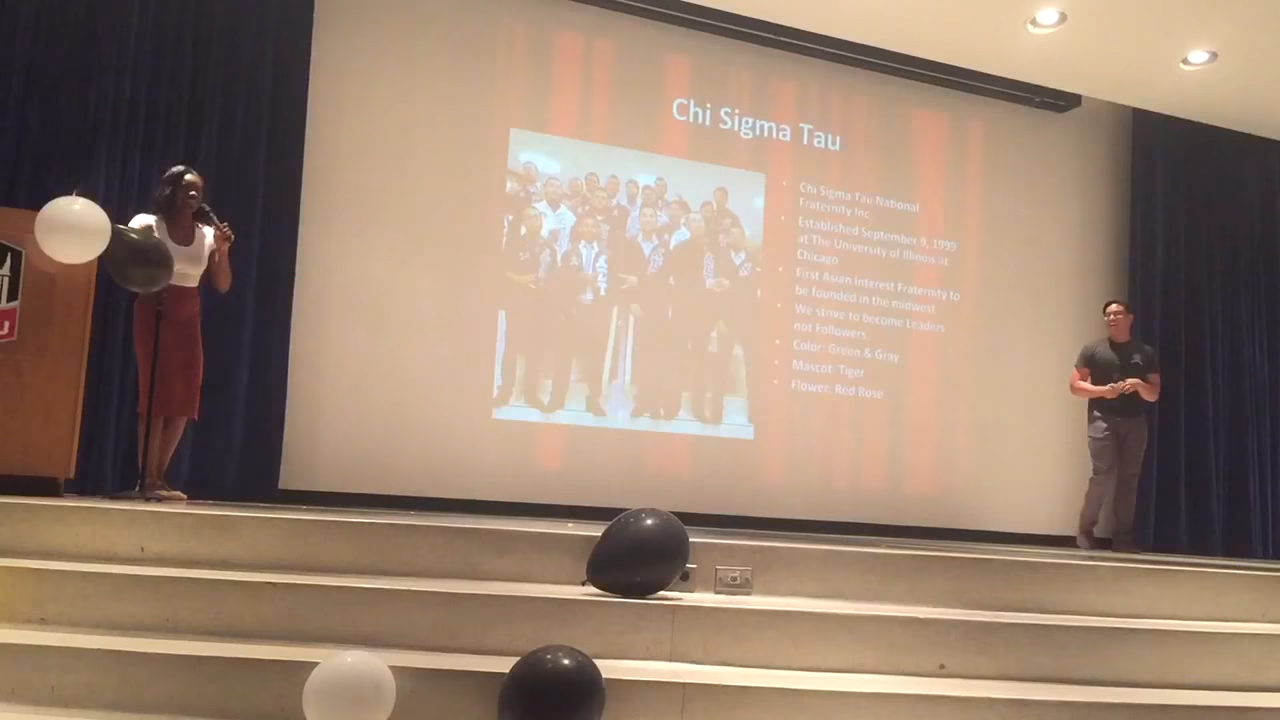 Chi Sigma Tau
• Chi Sigma Tau National
Fraternity Inc
• Established September 9, 1999
at The University of Illinois at
Chicago
• First Asian Interest Fraternity to
be founded in the midwest
• We strive to become Leaders
not Followers.
• Color: Green & Gray
• Mascot: Tiger
• Flower: Red Rose
U